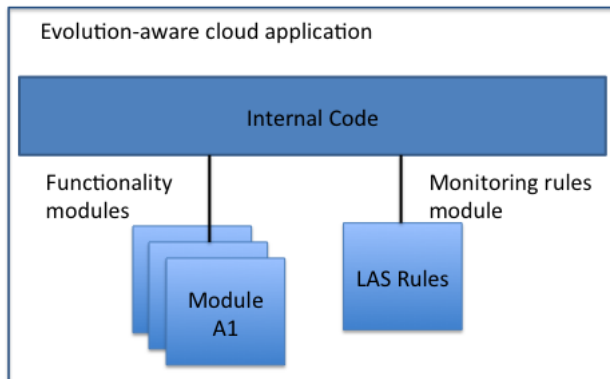 Evolution-aware cloud application
Internal Code
Functionality
modules
Monitoring rules
module
LAS Rules
Module
A1